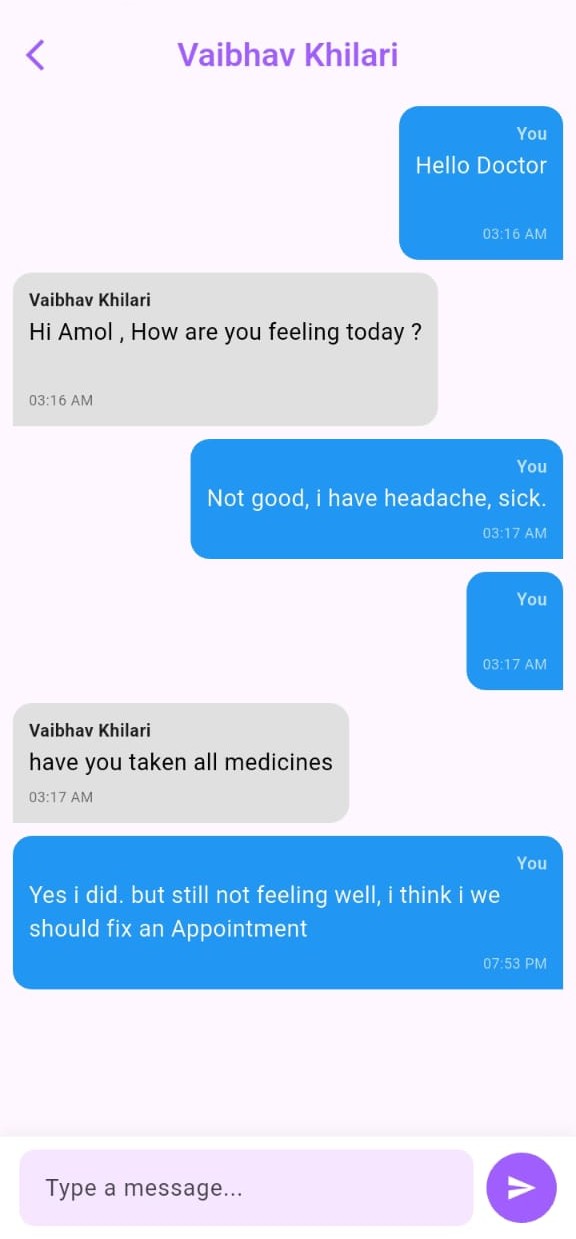 Vaibhav Khilari
You
Hello Doctor
03:16 AM
Vaibhav Khilari
Hi Amol , How are you feeling today ?
03:16 AM
You
Not good, i have headache, sick.
03:17 AM
You
03:17 AM
Vaibhav Khilari
have you taken all medicines
03:17 AM
You
Yes i did. but still not feeling well, i think i we
should fix an Appointment
07:53 PM
Type a message...